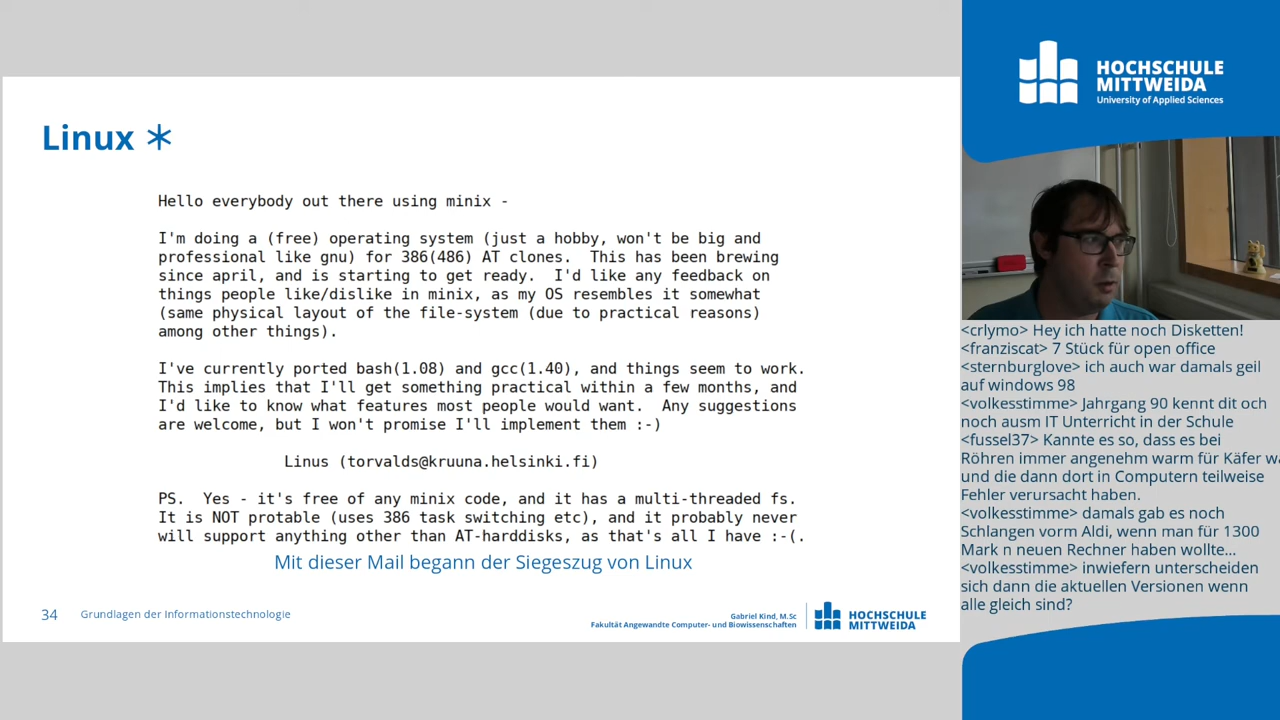 Linux *
Hello everybody out there using minix -
I'm doing a (free) operating system (just a hobby, won't be big and
professional like gnu) for 386(486) AT clones. This has been brewing
since april, and is starting to get ready. I'd like any feedback on
things people like/dislike in minix, as my OS resembles it somewhat
(same physical layout of the file-system (due to practical reasons)
among other things).
I've currently ported bash(1.08) and gcc(1.40), and things seem to work.
This implies that I'll get something practical within a few months, and
I'd like to know what features most people would want. Any suggestions
are welcome, but I won't promise I'll implement them :-)
Linus (torvalds@kruuna.helsinki.fi)
PS. Yes - it's free of any minix code, and it has a multi-threaded fs.
It is NOT protable (uses 386 task switching etc), and it probably never
will support anything other than AT-harddisks, as that's all I have :-(.
Mit dieser Mail begann der Siegeszug von Linux
34 Grundlagen der Informationstechnologie
Gabriel Kind, M.Sc
Fakultät Angewandte Computer- und Biowissenschaften
HOCHSCHULE
MITTWEIDA
HOCHSCHULE
MITTWEIDA
University of Applied Sciences
<crlymo> Hey ich hatte noch Disketten!
<franziscat> 7 Stück für open office
<sternburglove> ich auch war damals geil
auf windows 98
<volkesstimme> Jahrgang 90 kennt dit och
noch ausm IT Unterricht in der Schule
<fussel37> Kannte es so, dass es bei
Röhren immer angenehm warm für Käfer wa
und die dann dort in Computern teilweise
Fehler verursacht haben.
<volkesstimme> damals gab es noch
Schlangen vorm Aldi, wenn man für 1300
Mark n neuen Rechner haben wollte...
<volkesstimme> inwiefern unterscheiden
sich dann die aktuellen Versionen wenn
alle gleich sind?